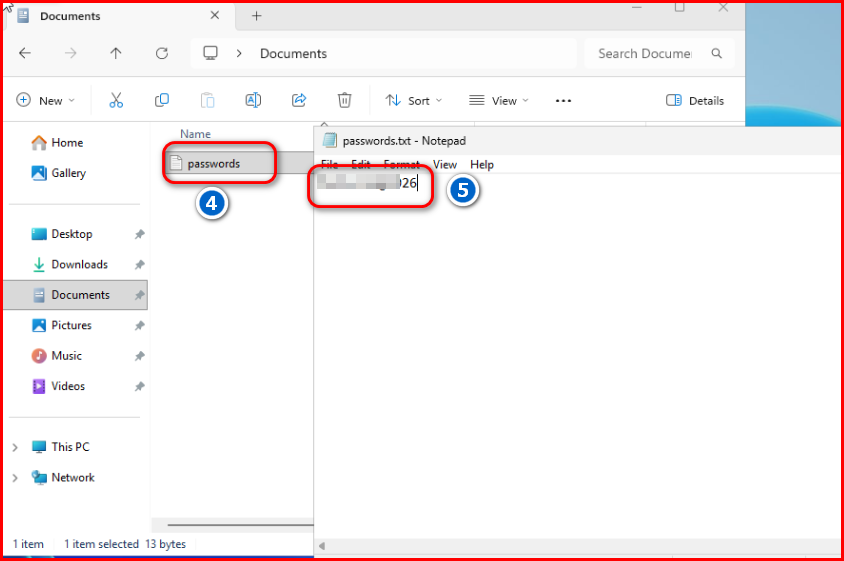 Documents
Documents
Search Documer
New
Sort
View
Details
Name
passwords
passwords.txt - Notepad
File Edit Format View Help
026
4
5
Home
Gallery
Desktop
Downloads
Documents
Pictures
Music
Videos
This PC
Network
1 item 1 item selected 13 bytes